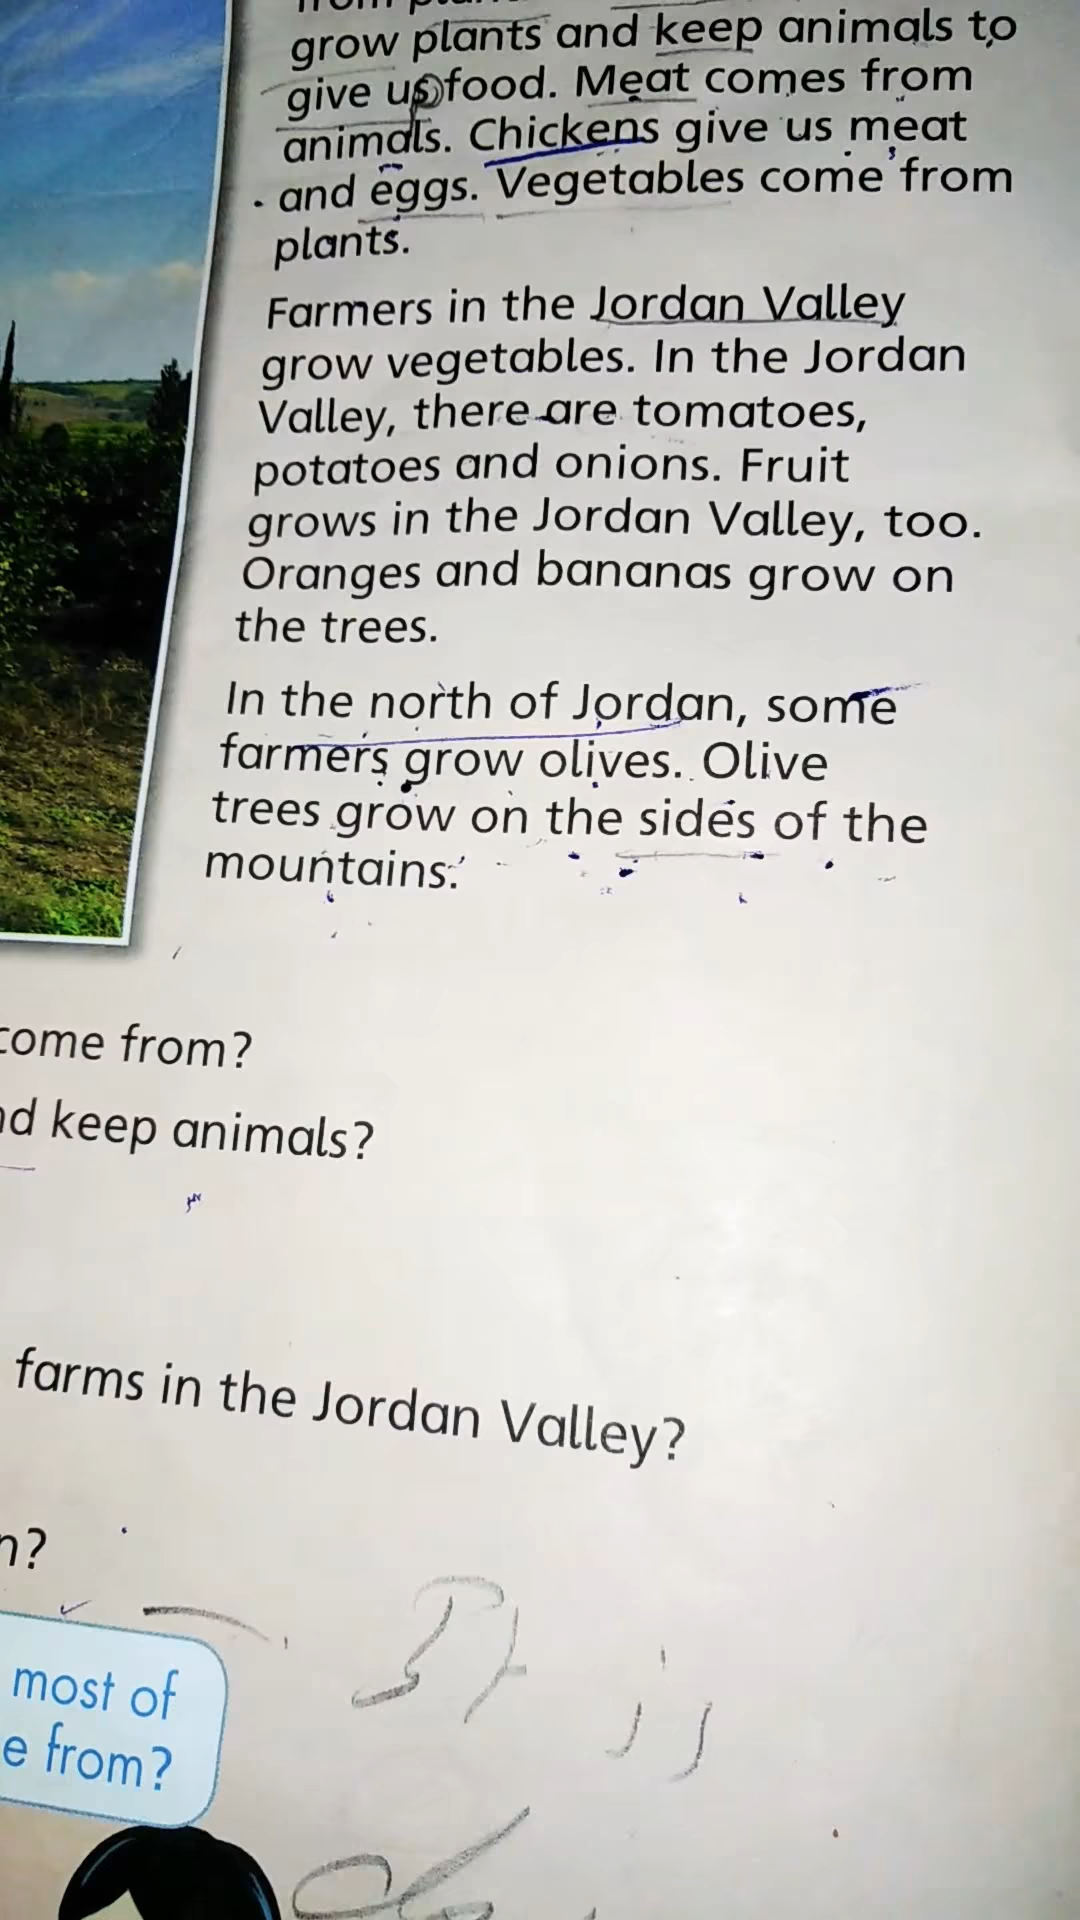 grow plants and keep animals to
give us food. Meat comes from
animals. Chickens give us meat
and eggs. Vegetables come from
plants.
Farmers in the Jordan Valley
grow vegetables. In the Jordan
Valley, there are tomatoes,
potatoes and onions. Fruit
grows in the Jordan Valley, too.
Oranges and bananas grow on
the trees.
In the north of Jordan, some
farmers grow olives. Olive
trees grow on the sides of the
mountains.
come from?
keep animals?
farms in the Jordan Valley?
most of
from?